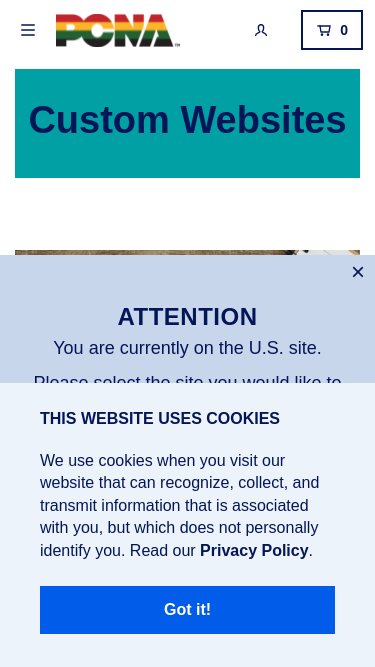 PONA
™
0
Custom Websites
×
ATTENTION
You are currently on the U.S. site.
Please select the site you would like to
THIS WEBSITE USES COOKIES
We use cookies when you visit our
website that can recognize, collect, and
transmit information that is associated
with you, but which does not personally
identify you. Read our Privacy Policy.
Got it!